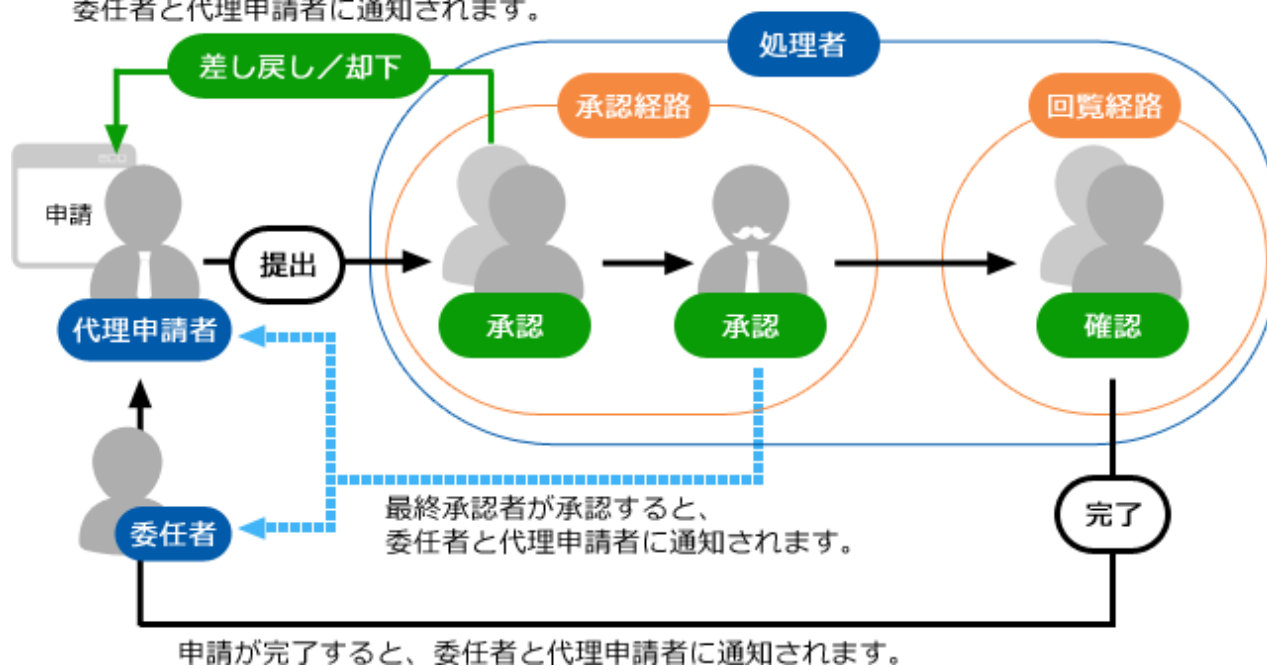 委任者と代理申請者に通知されます。
処理者
差し戻し／却下
承認経路
回覧経路
申請
提出
代理申請者
承認
承認
確認
委任者
最終承認者が承認すると、
委任者と代理申請者に通知されます。
完了
申請が完了すると、委任者と代理申請者に通知されます。